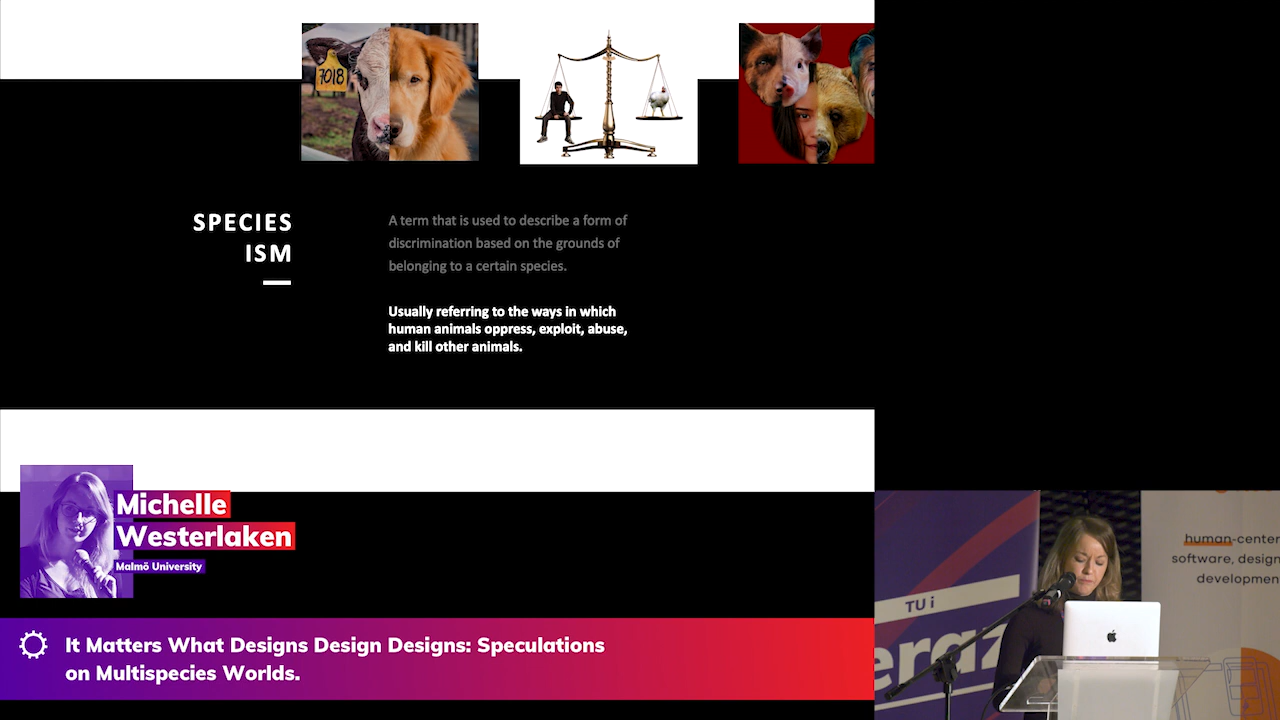 7018
SPECIES
ISM
A term that is used to describe a form of
discrimination based on the grounds of
belonging to a certain species.
Usually referring to the ways in which
human animals oppress, exploit, abuse,
and kill other animals.
Michelle
Westerlaken
Malmö University
It Matters What Designs Design Designs: Speculations
on Multispecies Worlds.
TU i
teraz
human-center
software, design
developmen